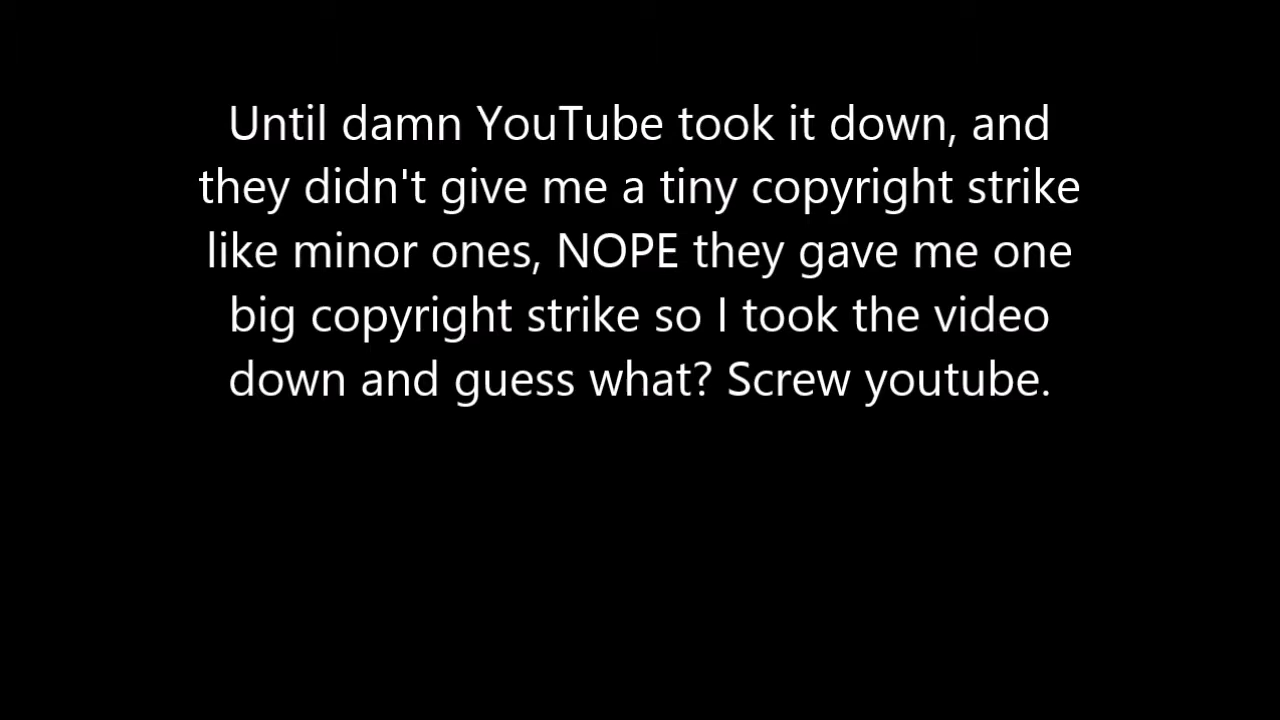 Until damn YouTube took it down, and
they didn't give me a tiny copyright strike
like minor ones, NOPE they gave me one
big copyright strike so I took the video
down and guess what? Screw youtube.